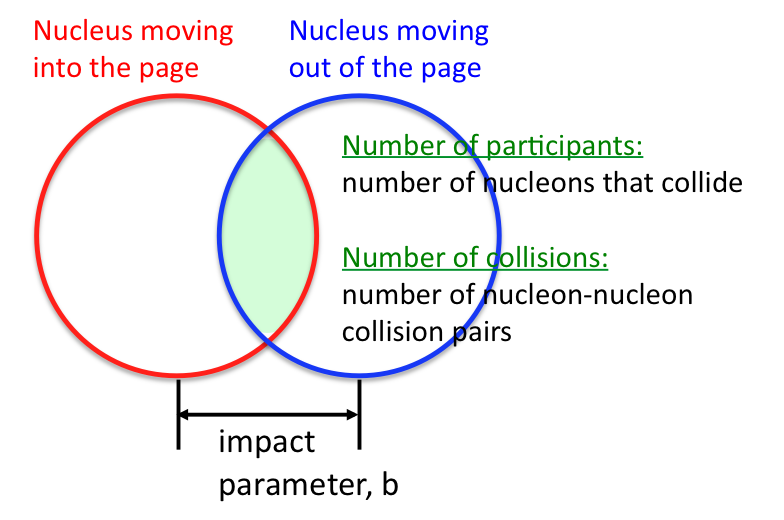 Nucleus moving
into the page
Nucleus moving
out of the page
Number of participants:
number of nucleons that collide
Number of collisions:
number of nucleon-nucleon
collision pairs
impact
parameter, b